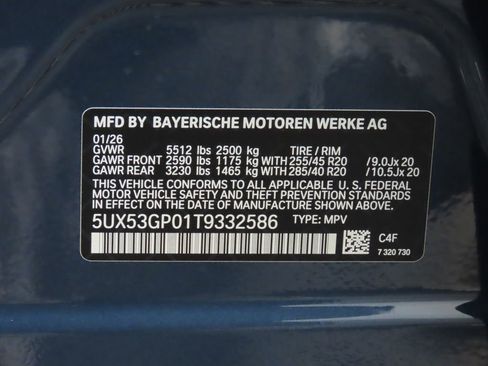 MFD BY BAYERISCHE MOTOREN WERKE AG
01/26
GVWR 5512 lbs 2500 kg TIRE / RIM
GAWR FRONT 2590 lbs 1175 kg WITH 255/45 R20 /9.0Jx 20
GAWR REAR 3230 lbs 1465 kg WITH 285/40 R20 /10.5Jx 20
THIS VEHICLE CONFORMS TO ALL APPLICABLE U. S. FEDERAL
MOTOR VEHICLE SAFETY AND THEFT PREVENTION STANDARDS
IN EFFECT ON THE DATE OF MANUFACTURE SHOWN ABOVE.
5UX53GP01T9332586 TYPE: MPV
C4F
7 320 730